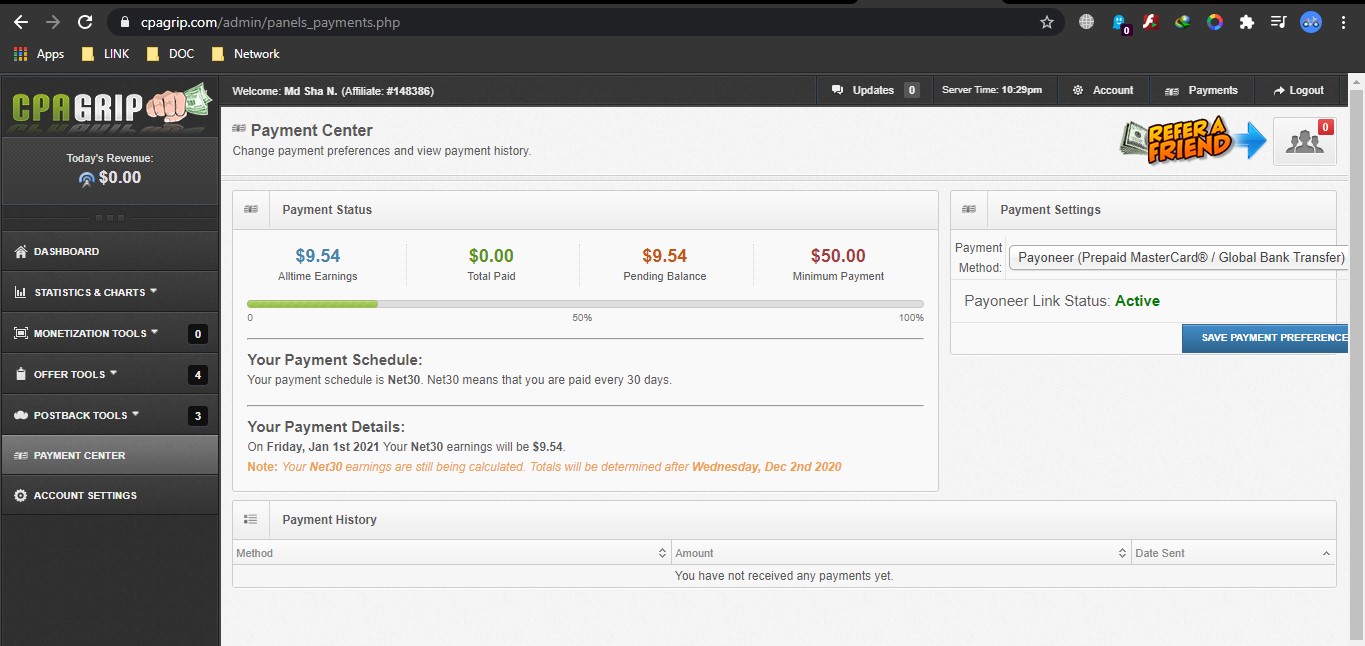 cpagrip.com/admin/panels_payments.php
0
Apps LINK DOC Network
CPAGRIP
Welcome: Md Sha N. (Affiliate: #148386)
Updates 0
Server Time: 10:29pm
Account
Payments
Logout
Today's Revenue:
$0.00
DASHBOARD
STATISTICS & CHARTS
MONETIZATION TOOLS 0
OFFER TOOLS 4
POSTBACK TOOLS 3
PAYMENT CENTER
ACCOUNT SETTINGS
Payment Center
Change payment preferences and view payment history.
REFER A
FRIEND
0
Payment Status
$9.54 $0.00 $9.54 $50.00
Alltime Earnings Total Paid Pending Balance Minimum Payment
0 50% 100%
Your Payment Schedule:
Your payment schedule is Net30. Net30 means that you are paid every 30 days.
Your Payment Details:
On Friday, Jan 1st 2021 Your Net30 earnings will be $9.54.
Note: Your Net30 earnings are still being calculated. Totals will be determined after Wednesday, Dec 2nd 2020
Payment Settings
Payment
Method:
Payoneer (Prepaid MasterCard® / Global Bank Transfer)
Payoneer Link Status: Active
SAVE PAYMENT PREFERENCE
Payment History
Method Amount Date Sent
You have not received any payments yet.